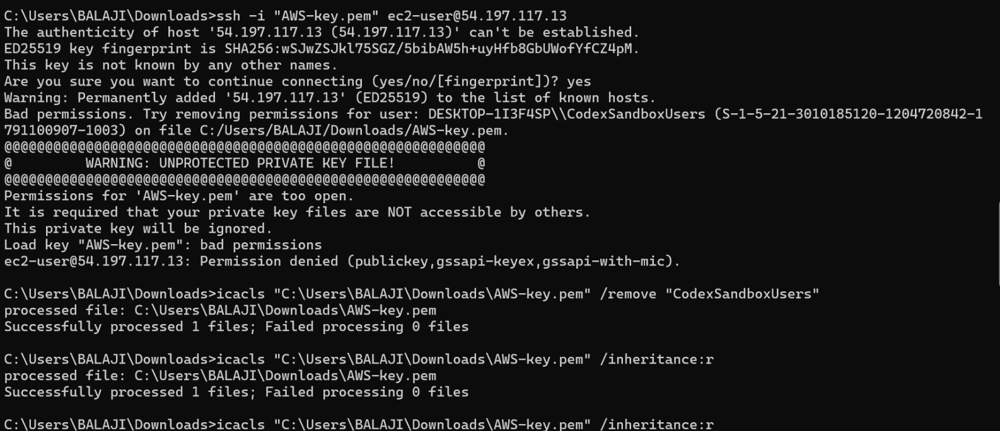 C:\Users\BALAJI\Downloads>ssh -i "AWS-key.pem" ec2-user@54.197.117.13
The authenticity of host '54.197.117.13 (54.197.117.13)' can't be established.
ED25519 key fingerprint is SHA256:wSJwZSJkl75SGZ/5bibAW5h+uyHfb8GbUWofYfCZ4pM.
This key is not known by any other names.
Are you sure you want to continue connecting (yes/no/[fingerprint])? yes
Warning: Permanently added '54.197.117.13' (ED25519) to the list of known hosts.
Bad permissions. Try removing permissions for user: DESKTOP-1I3F4SP\\CodexSandboxUsers (S-1-5-21-3010185120-1204720842-1
791100907-1003) on file C:/Users/BALAJI/Downloads/AWS-key.pem.
@@@@@@@@@@@@@@@@@@@@@@@@@@@@@@@@@@@@@@@@@@@@@@@@@@@@@@@@@@@
@         WARNING: UNPROTECTED PRIVATE KEY FILE!          @
@@@@@@@@@@@@@@@@@@@@@@@@@@@@@@@@@@@@@@@@@@@@@@@@@@@@@@@@@@@
Permissions for 'AWS-key.pem' are too open.
It is required that your private key files are NOT accessible by others.
This private key will be ignored.
Load key "AWS-key.pem": bad permissions
ec2-user@54.197.117.13: Permission denied (publickey,gssapi-keyex,gssapi-with-mic).
C:\Users\BALAJI\Downloads>icacls "C:\Users\BALAJI\Downloads\AWS-key.pem" /remove "CodexSandboxUsers"
processed file: C:\Users\BALAJI\Downloads\AWS-key.pem
Successfully processed 1 files; Failed processing 0 files
C:\Users\BALAJI\Downloads>icacls "C:\Users\BALAJI\Downloads\AWS-key.pem" /inheritance:r
processed file: C:\Users\BALAJI\Downloads\AWS-key.pem
Successfully processed 1 files; Failed processing 0 files
C:\Users\BALAJI\Downloads>icacls "C:\Users\BALAJI\Downloads\AWS-key.pem" /inheritance:r